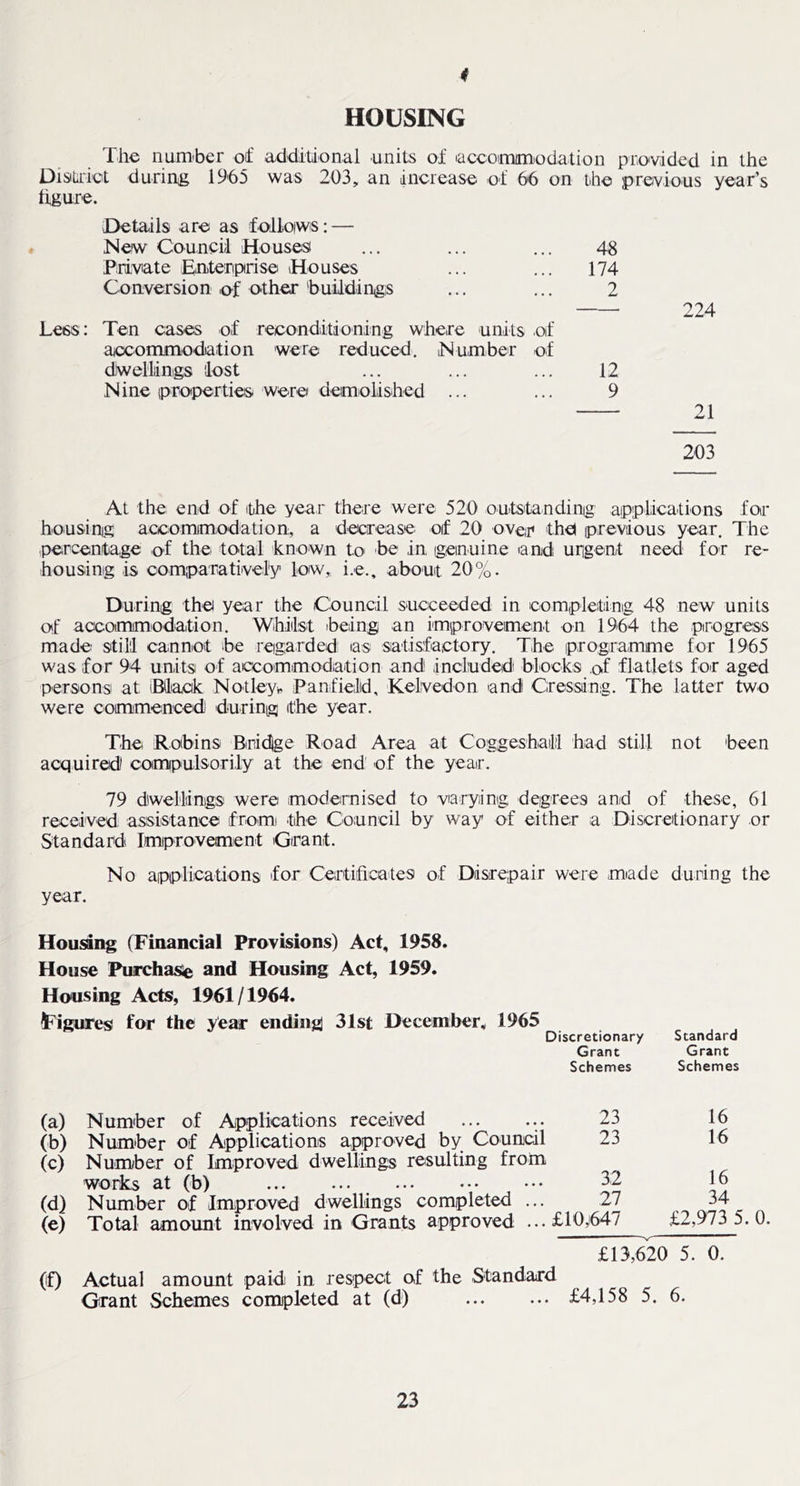 HOUSING
The number of additional units of accommodation provided in the
District during 1965 was 203, an increase of 66 on the previous year's
figure.
Details are as follows: —
New Council Houses ... ... ... 48
Private Enterprise Houses ... ... 174
Conversion of other buildings ... ... 2
224
Less: Ten cases of reconditioning where units of
accommodation were reduced. Number of
dwellings lost ... ... ... 12
Nine properties were demolished ... ... 9
21
203
At the end of the year there were 520 outstanding applications for
housing accommodation, a decrease of 20 over the previous year. The
percentage of the total known to be in genuine and urgent need for re-
housing is comparatively low, i.e., about 20%.
During the year the Council succeeded in completing 48 new units
of accommodation. Whilst being an improvement on 1964 the progress
made still cannot be regarded as satisfactory. The programme for 1965
was for 94 units of accommodation and included blocks of flatlets for aged
persons at Black Notley, Panfield, Kelvedon and Cressing. The latter two
were commenced during the year.
The Robins Bridge Road Area at Coggeshall had still not been
acquired compulsorily at the end of the year.
79 dwellings were modernised to varying degrees and of these, 61
received assistance from the Council by way of either a Discretionary or
Standard Improvement Grant.
No applications for Certificates of Disrepair were made during the
year.
Housing (Financial Provisions) Act, 1958.
House Purchase and Housing Act, 1959.
Housing Acts, 1961/1964.
Figures for the year ending 31st December, 1965
Discretionary Standard
Grant Grant
Schemes Schemes
(a) Number of Applications received ... ... 23 16
(b) Number of Applications approved by Council 23 16
(c) Number of Improved dwellings resulting from
works at (b) ... ... ... ... ... 32 16
(d) Number of Improved dwellings completed ... 27 34
(e) Total amount involved in Grants approved ... £10,647 £2,973 5. 0.
£13,620 5. 0.
(f) Actual amount paid in respect of the Standard
Grant Schemes completed at (d) ... ... £4,158 5. 6.
23